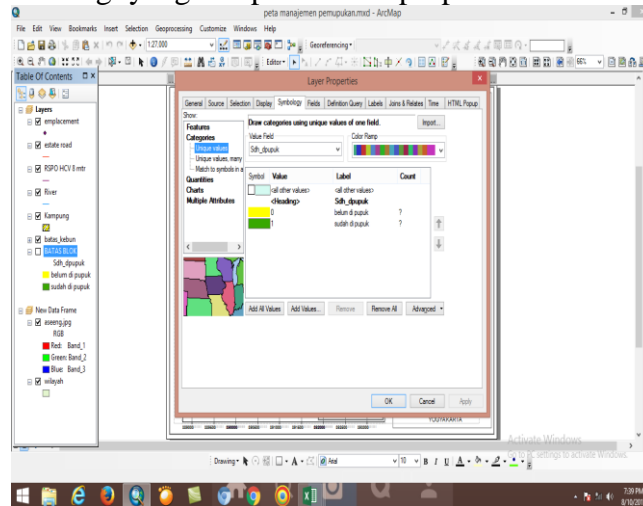 peta manajemen pemupukan.mxd - ArcMap
File Edit View Bookmarks Insert Selection Geoprocessing Customize Windows Help
1:27.000
Georeferencing
Editor
66%
Table Of Contents
Layers
emplacement
estate road
RSPO HCV 8 mtr
River
Kampung
batas_kebun
BATAS BLOK
Sdh_dpupuk
belum di pupuk
sudah di pupuk
New Data Frame
aseeng.jpg
RGB
Red: Band_1
Green: Band_2
Blue: Band_3
wilayah
Layer Properties
General Source Selection Display Symbology Fields Definition Query Labels Joins & Relates Time HTML Popup
Show:
Features
Categories
Unique values
Unique values, many
Match to symbols in a
Quantities
Charts
Multiple Attributes
Draw categories using unique values of one field.
Import...
Value Field
Color Ramp
Sdh_dpupuk
Symbol Value Label Count
<all other values> <all other values>
<Heading> Sdh_dpupuk
0 belum di pupuk ?
1 sudah di pupuk ?
Add All Values Add Values... Remove Remove All Advanced
OK Cancel Apply
YOGYAKARTA
Activate Windows
Go to PC settings to activate Windows.
Drawing
A
Arial
10
B I U A
7:39 PM